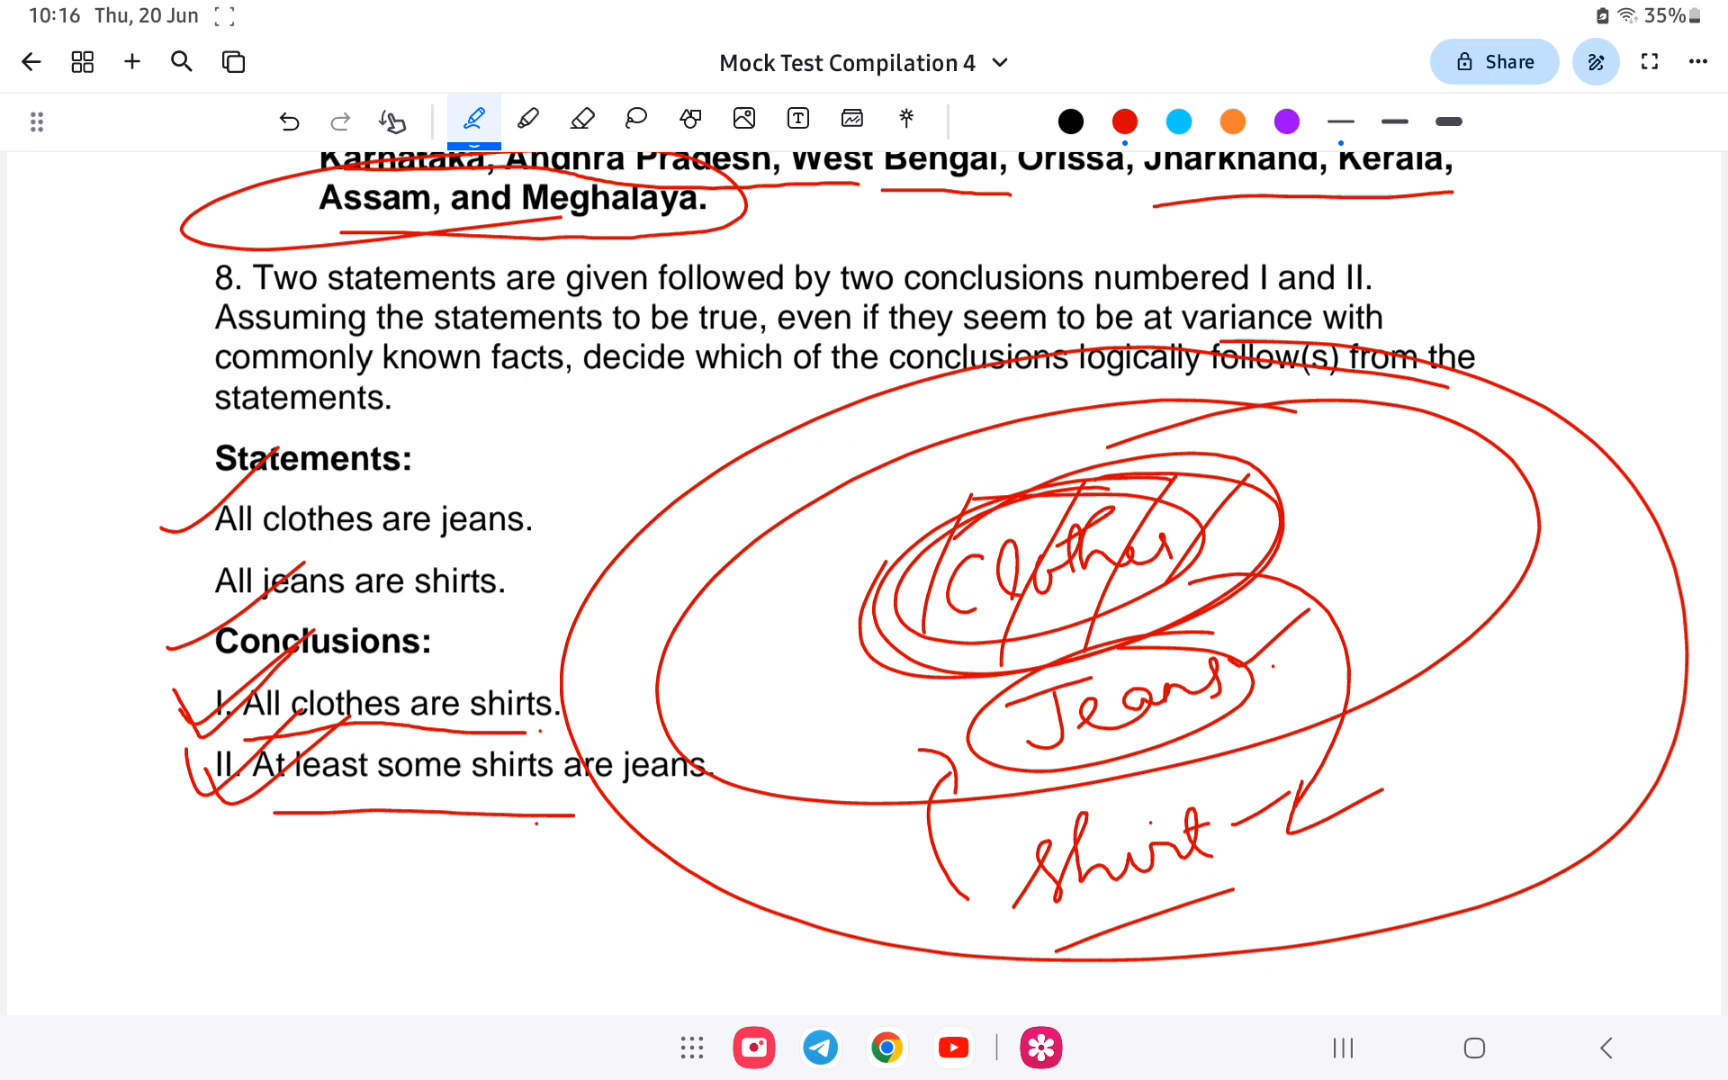 10:16 Thu, 20 Jun
35%
Mock Test Compilation 4
Share
Karnataka, Andhra Pradesh, West Bengal, Orissa, Jharkhand, Kerala,
Assam, and Meghalaya.
8. Two statements are given followed by two conclusions numbered I and II.
Assuming the statements to be true, even if they seem to be at variance with
commonly known facts, decide which of the conclusions logically follow(s) from the
statements.
Statements:
All clothes are jeans.
All jeans are shirts.
Conclusions:
I. All clothes are shirts.
II. At least some shirts are jeans.
Clothes
Jeans
Shirt